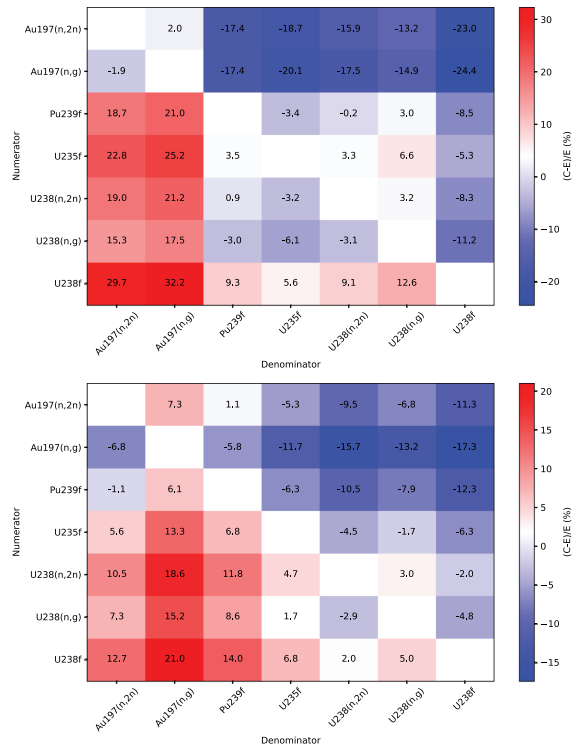 Au197(n,2n) 2.0 -17.4 -18.7 -15.9 -13.2 -23.0
Au197(n,g) -1.9 -17.4 -20.1 -17.5 -14.9 -24.4
Pu239f 18.7 21.0 -3.4 -0.2 3.0 -8.5
U235f 22.8 25.2 3.5 3.3 6.6 -5.3
U238(n,2n) 19.0 21.2 0.9 -3.2 3.2 -8.3
U238(n,g) 15.3 17.5 -3.0 -6.1 -3.1 -11.2
U238f 29.7 32.2 9.3 5.6 9.1 12.6
Numerator
Au197(n,2n) Au197(n,g) Pu239f U235f U238(n,2n) U238(n,g) U238f
Denominator
30
20
10
0
−10
−20
(C-E)/E (%)
Au197(n,2n) 7.3 1.1 -5.3 -9.5 -6.8 -11.3
Au197(n,g) -6.8 -5.8 -11.7 -15.7 -13.2 -17.3
Pu239f -1.1 6.1 -6.3 -10.5 -7.9 -12.3
U235f 5.6 13.3 6.8 -4.5 -1.7 -6.3
U238(n,2n) 10.5 18.6 11.8 4.7 3.0 -2.0
U238(n,g) 7.3 15.2 8.6 1.7 -2.9 -4.8
U238f 12.7 21.0 14.0 6.8 2.0 5.0
Numerator
Au197(n,2n) Au197(n,g) Pu239f U235f U238(n,2n) U238(n,g) U238f
Denominator
20
15
10
5
0
−5
−10
−15
(C-E)/E (%)